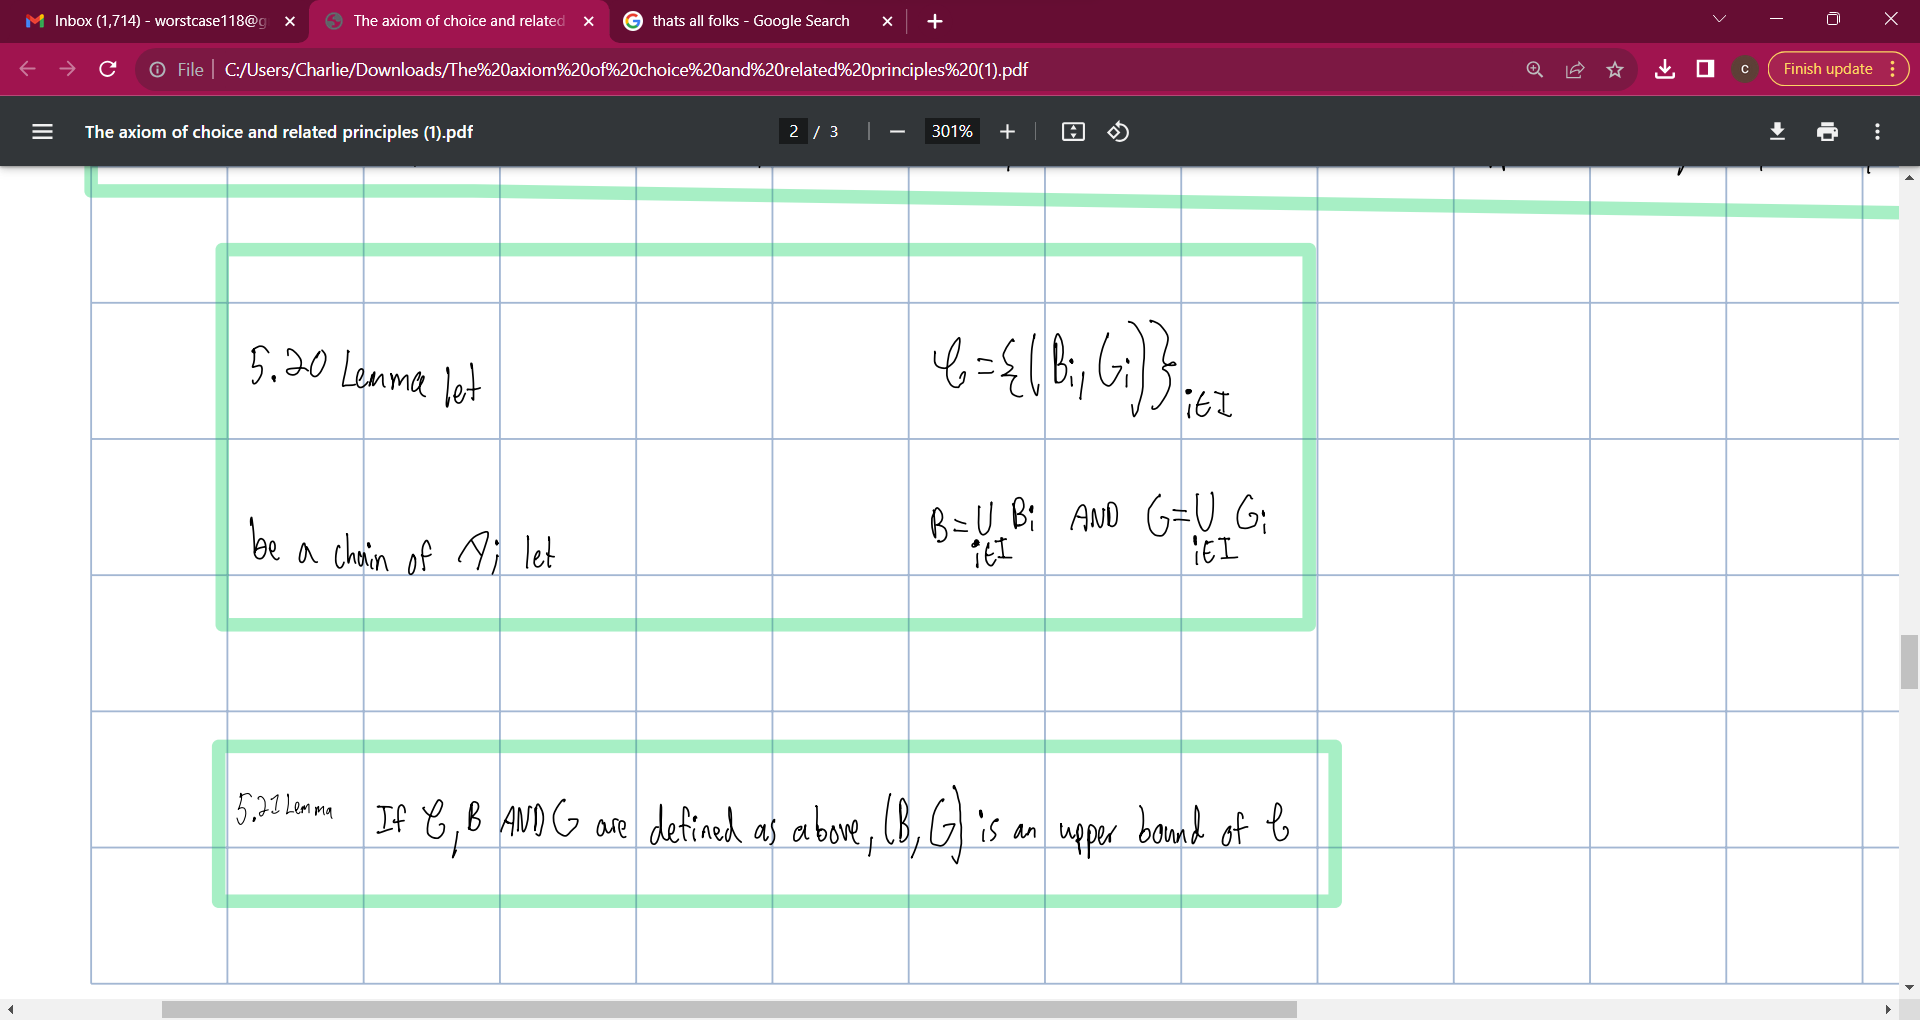 Inbox (1,714) - worstcase118@g
The axiom of choice and related
thats all folks - Google Search
File
C:/Users/Charlie/Downloads/The%20axiom%20of%20choice%20and%20related%20principles%20(1).pdf
C
Finish update
The axiom of choice and related principles (1).pdf
2 / 3
301%
5.20 Lemma let 𝒞 = {(Bi, Gi)} i∈I
be a chain of ; let B = ∪ Bi AND G = ∪ Gi
i∈I i∈I
5.21 Lemma If 𝒞, B AND G are defined as above, (B, G) is an upper bound of 𝒞